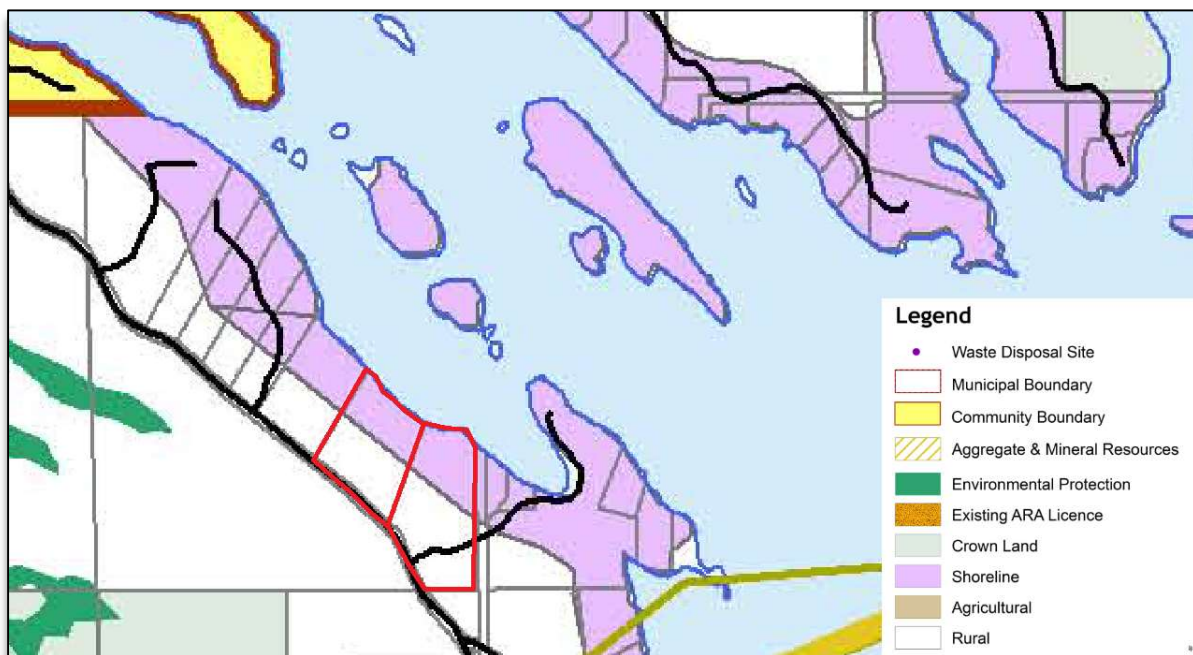 Legend
Waste Disposal Site
Municipal Boundary
Community Boundary
Aggregate & Mineral Resources
Environmental Protection
Existing ARA Licence
Crown Land
Shoreline
Agricultural
Rural